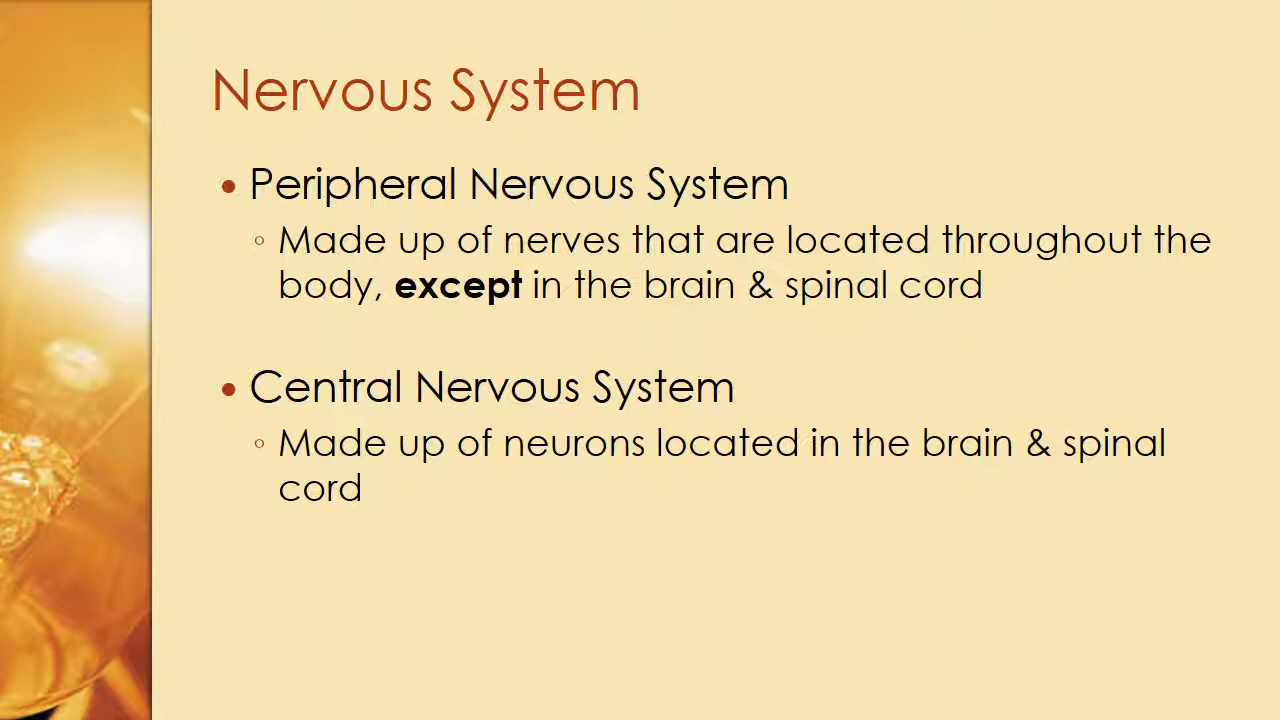 Nervous System
• Peripheral Nervous System
◦ Made up of nerves that are located throughout the
body, except in the brain & spinal cord
• Central Nervous System
◦ Made up of neurons located in the brain & spinal
cord